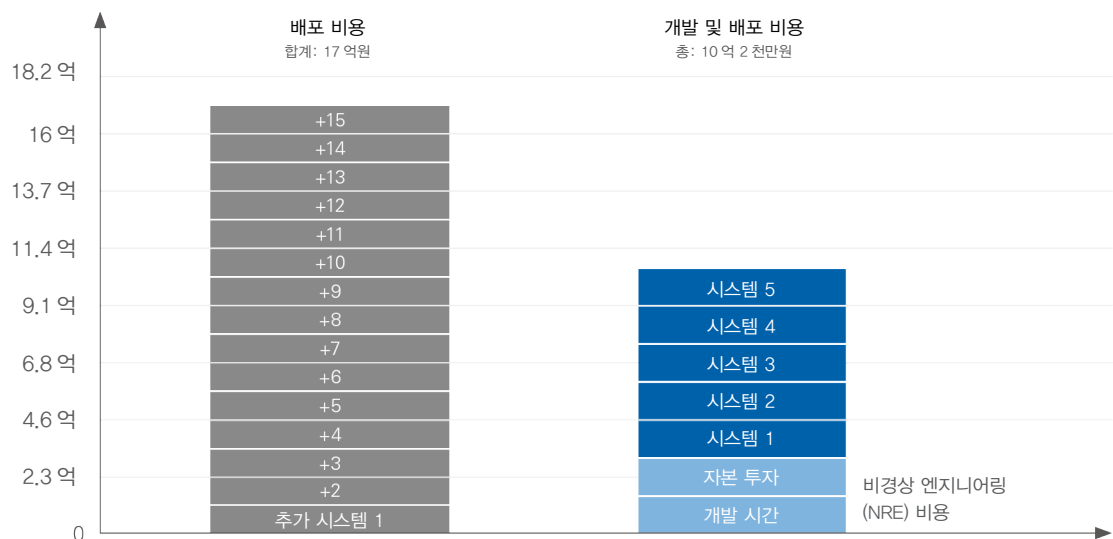 배포 비용
합계: 17 억원
개발 및 배포 비용
총: 10 억 2 천만원
18.2 억
16 억
13.7 억
11.4 억
9.1 억
6.8 억
4.6 억
2.3 억
0
+15
+14
+13
+12
+11
+10
+9
+8
+7
+6
+5
+4
+3
+2
추가 시스템 1
시스템 5
시스템 4
시스템 3
시스템 2
시스템 1
자본 투자
개발 시간
비경상 엔지니어링
(NRE) 비용